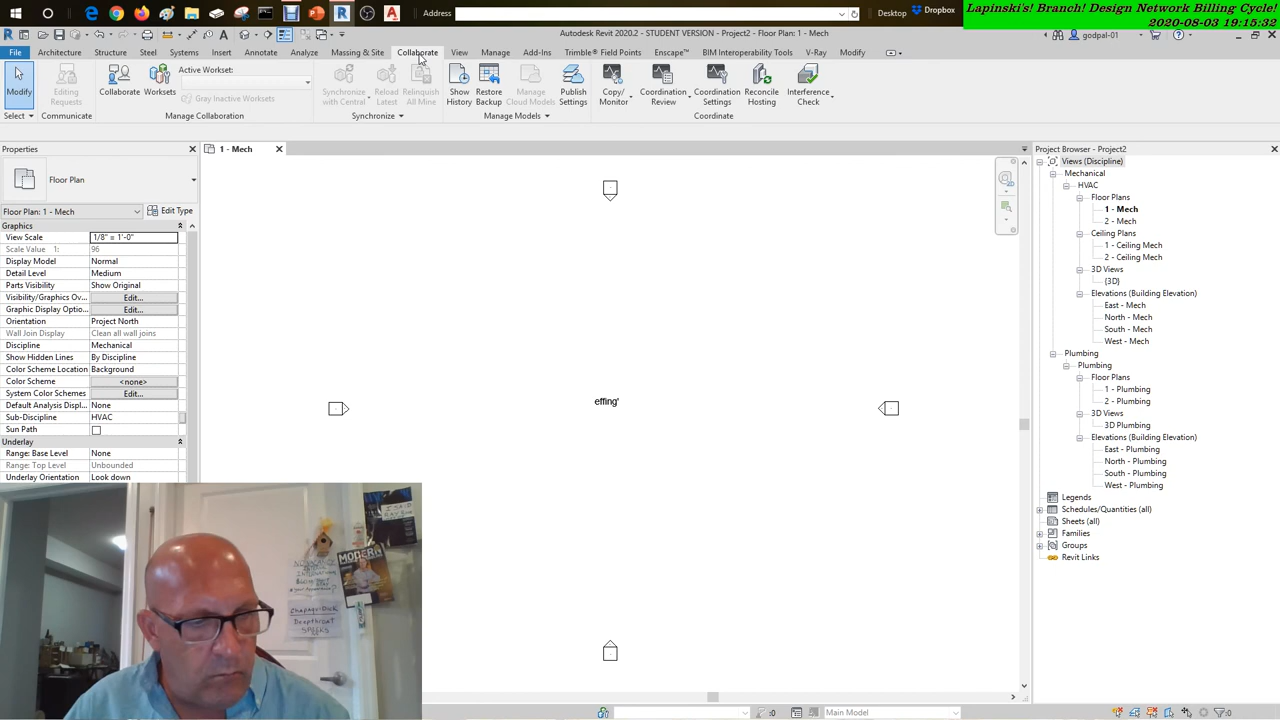 Address
Desktop
Dropbox
Lapinski's! Branch! Design Network Billing Cycle!
2020-08-03 19:15:32
Autodesk Revit 2020.2 - STUDENT VERSION - Project2 - Floor Plan: 1 - Mech
godpal-01
File Architecture Structure Steel Systems Insert Annotate Analyze Massing & Site Collaborate View Manage Add-Ins Trimble® Field Points Enscape™ BIM Interoperability Tools V-Ray Modify
Modify
Editing Requests
Collaborate
Worksets
Active Workset:
Gray Inactive Worksets
Synchronize with Central
Reload Latest
Relinquish All Mine
Show History
Restore Backup
Manage Cloud Models
Publish Settings
Copy/ Monitor
Coordination Review
Coordination Settings
Reconcile Hosting
Interference Check
Select
Communicate
Manage Collaboration
Synchronize
Manage Models
Coordinate
Properties
Floor Plan
Floor Plan: 1 - Mech
Edit Type
Graphics
View Scale 1/8" = 1'-0"
Scale Value 1: 96
Display Model Normal
Detail Level Medium
Parts Visibility Show Original
Visibility/Graphics Ov... Edit...
Graphic Display Optio... Edit...
Orientation Project North
Wall Join Display Clean all wall joins
Discipline Mechanical
Show Hidden Lines By Discipline
Color Scheme Location Background
Color Scheme <none>
System Color Schemes Edit...
Default Analysis Displ... None
Sub-Discipline HVAC
Sun Path
Underlay
Range: Base Level None
Range: Top Level Unbounded
Underlay Orientation Look down
1 - Mech
effing'
MODERN
chapaquidick
Deepthroat
SPEAKS
Project Browser - Project2
Views (Discipline)
Mechanical
HVAC
Floor Plans
1 - Mech
2 - Mech
Ceiling Plans
1 - Ceiling Mech
2 - Ceiling Mech
3D Views
{3D}
Elevations (Building Elevation)
East - Mech
North - Mech
South - Mech
West - Mech
Plumbing
Plumbing
Floor Plans
1 - Plumbing
2 - Plumbing
3D Views
3D Plumbing
Elevations (Building Elevation)
East - Plumbing
North - Plumbing
South - Plumbing
West - Plumbing
Legends
Schedules/Quantities (all)
Sheets (all)
Families
Groups
Revit Links
:0
Main Model
:0